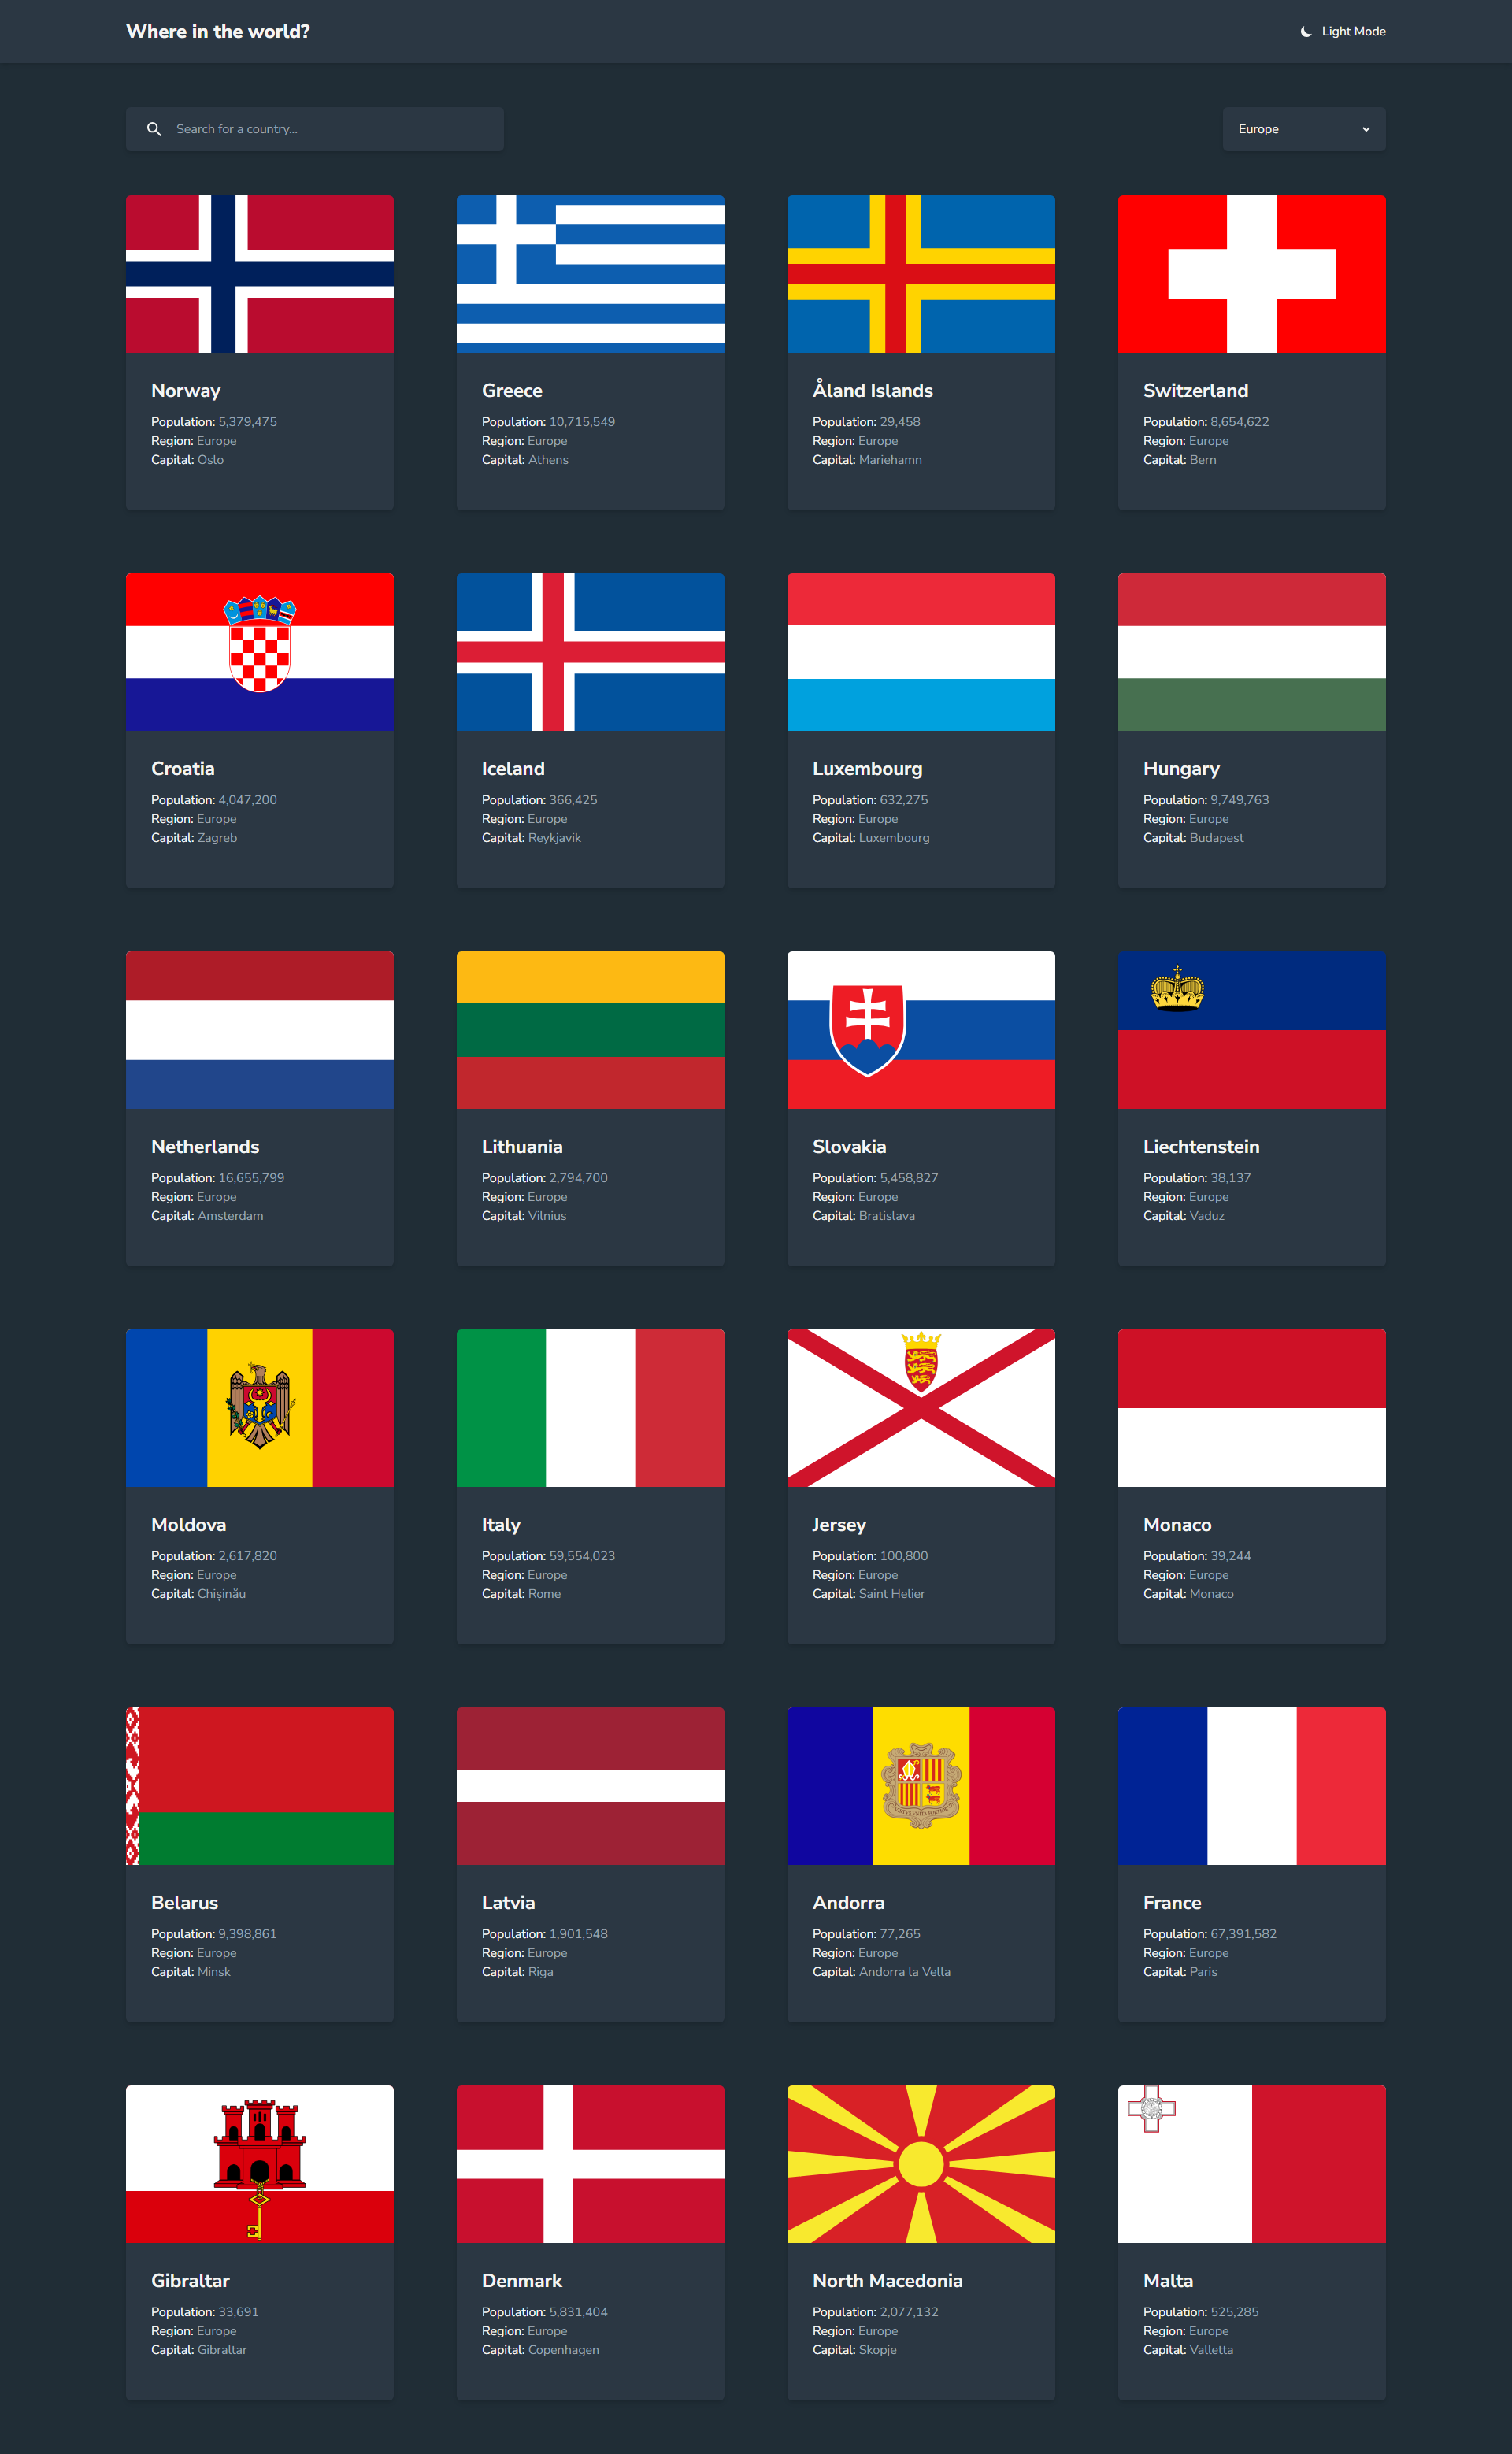 Where in the world?
Light Mode
Search for a country...
Europe
Norway
Population: 5,379,475
Region: Europe
Capital: Oslo
Greece
Population: 10,715,549
Region: Europe
Capital: Athens
Åland Islands
Population: 29,458
Region: Europe
Capital: Mariehamn
Switzerland
Population: 8,654,622
Region: Europe
Capital: Bern
Croatia
Population: 4,047,200
Region: Europe
Capital: Zagreb
Iceland
Population: 366,425
Region: Europe
Capital: Reykjavik
Luxembourg
Population: 632,275
Region: Europe
Capital: Luxembourg
Hungary
Population: 9,749,763
Region: Europe
Capital: Budapest
Netherlands
Population: 16,655,799
Region: Europe
Capital: Amsterdam
Lithuania
Population: 2,794,700
Region: Europe
Capital: Vilnius
Slovakia
Population: 5,458,827
Region: Europe
Capital: Bratislava
Liechtenstein
Population: 38,137
Region: Europe
Capital: Vaduz
Moldova
Population: 2,617,820
Region: Europe
Capital: Chișinău
Italy
Population: 59,554,023
Region: Europe
Capital: Rome
Jersey
Population: 100,800
Region: Europe
Capital: Saint Helier
Monaco
Population: 39,244
Region: Europe
Capital: Monaco
Belarus
Population: 9,398,861
Region: Europe
Capital: Minsk
Latvia
Population: 1,901,548
Region: Europe
Capital: Riga
Andorra
Population: 77,265
Region: Europe
Capital: Andorra la Vella
France
Population: 67,391,582
Region: Europe
Capital: Paris
Gibraltar
Population: 33,691
Region: Europe
Capital: Gibraltar
Denmark
Population: 5,831,404
Region: Europe
Capital: Copenhagen
North Macedonia
Population: 2,077,132
Region: Europe
Capital: Skopje
Malta
Population: 525,285
Region: Europe
Capital: Valletta